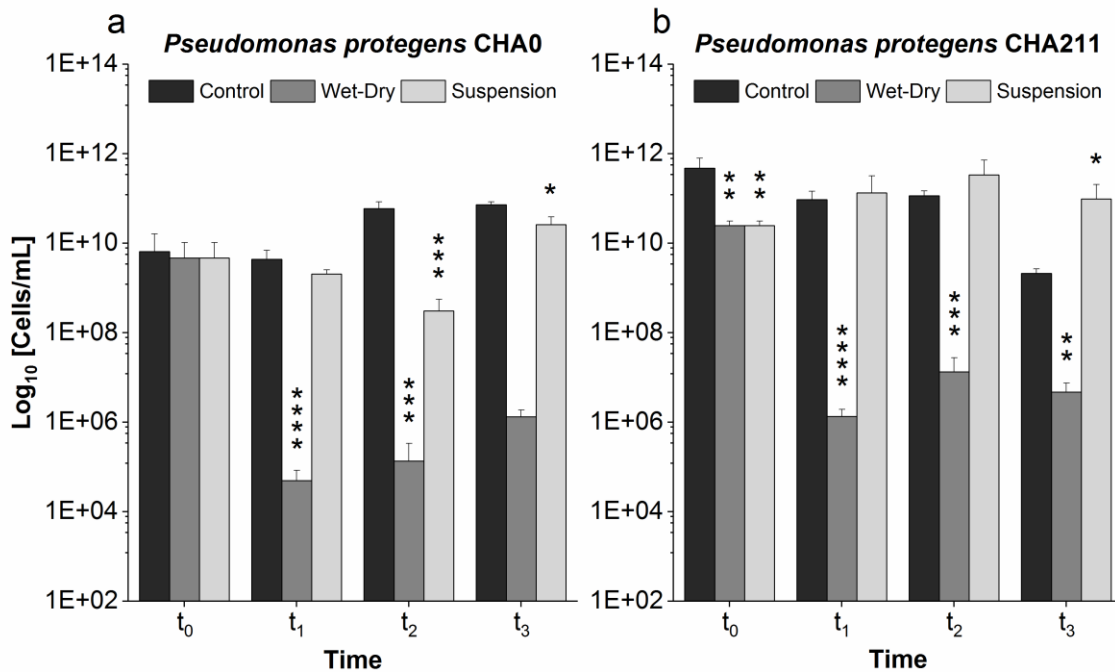 a
Pseudomonas protegens CHA0
1E+14
Control Wet-Dry Suspension
1E+12
*
***
1E+10
1E+08
****
***
1E+06
1E+04
1E+02
Log₁₀ [Cells/mL]
t₀ t₁ t₂ t₃
Time
b
Pseudomonas protegens CHA211
1E+14
Control Wet-Dry Suspension
1E+12
** **
*
1E+10
****
***
**
1E+08
1E+06
1E+04
1E+02
t₀ t₁ t₂ t₃
Time